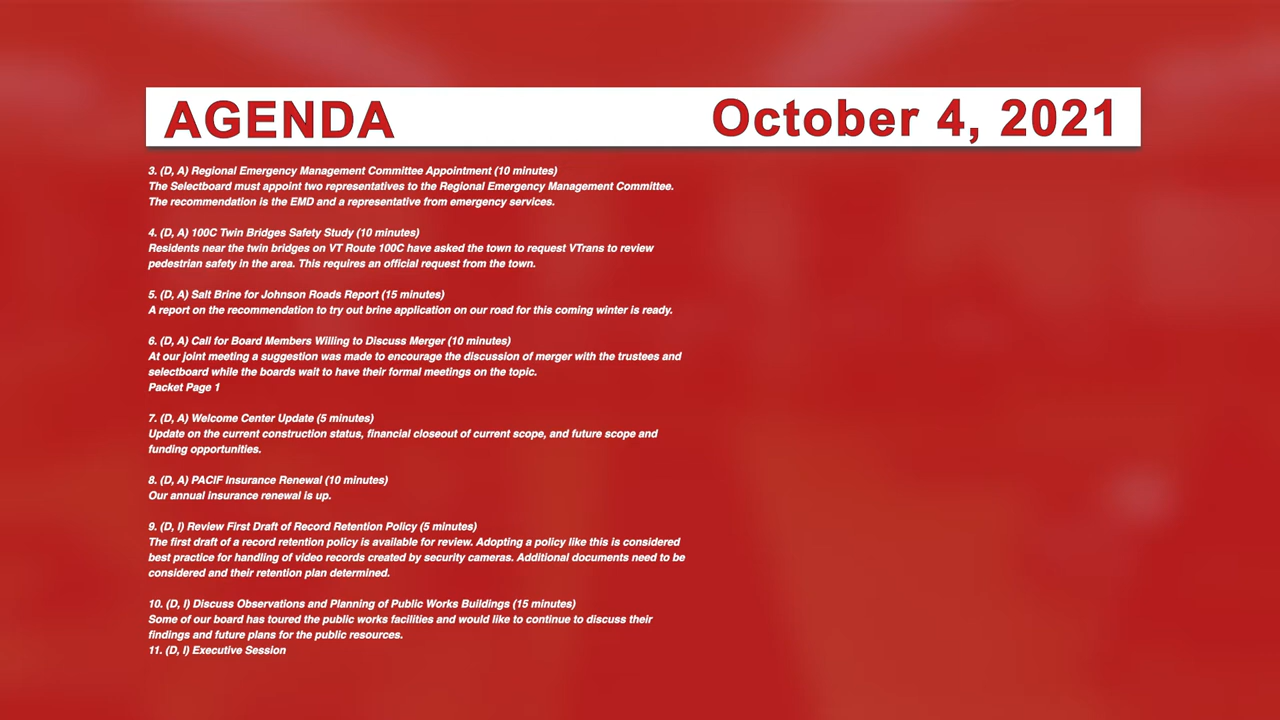 AGENDA October 4, 2021
3. (D, A) Regional Emergency Management Committee Appointment (10 minutes)
The Selectboard must appoint two representatives to the Regional Emergency Management Committee.
The recommendation is the EMD and a representative from emergency services.
4. (D, A) 100C Twin Bridges Safety Study (10 minutes)
Residents near the twin bridges on VT Route 100C have asked the town to request VTrans to review
pedestrian safety in the area. This requires an official request from the town.
5. (D, A) Salt Brine for Johnson Roads Report (15 minutes)
A report on the recommendation to try out brine application on our road for this coming winter is ready.
6. (D, A) Call for Board Members Willing to Discuss Merger (10 minutes)
At our joint meeting a suggestion was made to encourage the discussion of merger with the trustees and
selectboard while the boards wait to have their formal meetings on the topic.
Packet Page 1
7. (D, A) Welcome Center Update (5 minutes)
Update on the current construction status, financial closeout of current scope, and future scope and
funding opportunities.
8. (D, A) PACIF Insurance Renewal (10 minutes)
Our annual insurance renewal is up.
9. (D, I) Review First Draft of Record Retention Policy (5 minutes)
The first draft of a record retention policy is available for review. Adopting a policy like this is considered
best practice for handling of video records created by security cameras. Additional documents need to be
considered and their retention plan determined.
10. (D, I) Discuss Observations and Planning of Public Works Buildings (15 minutes)
Some of our board has toured the public works facilities and would like to continue to discuss their
findings and future plans for the public resources.
11. (D, I) Executive Session